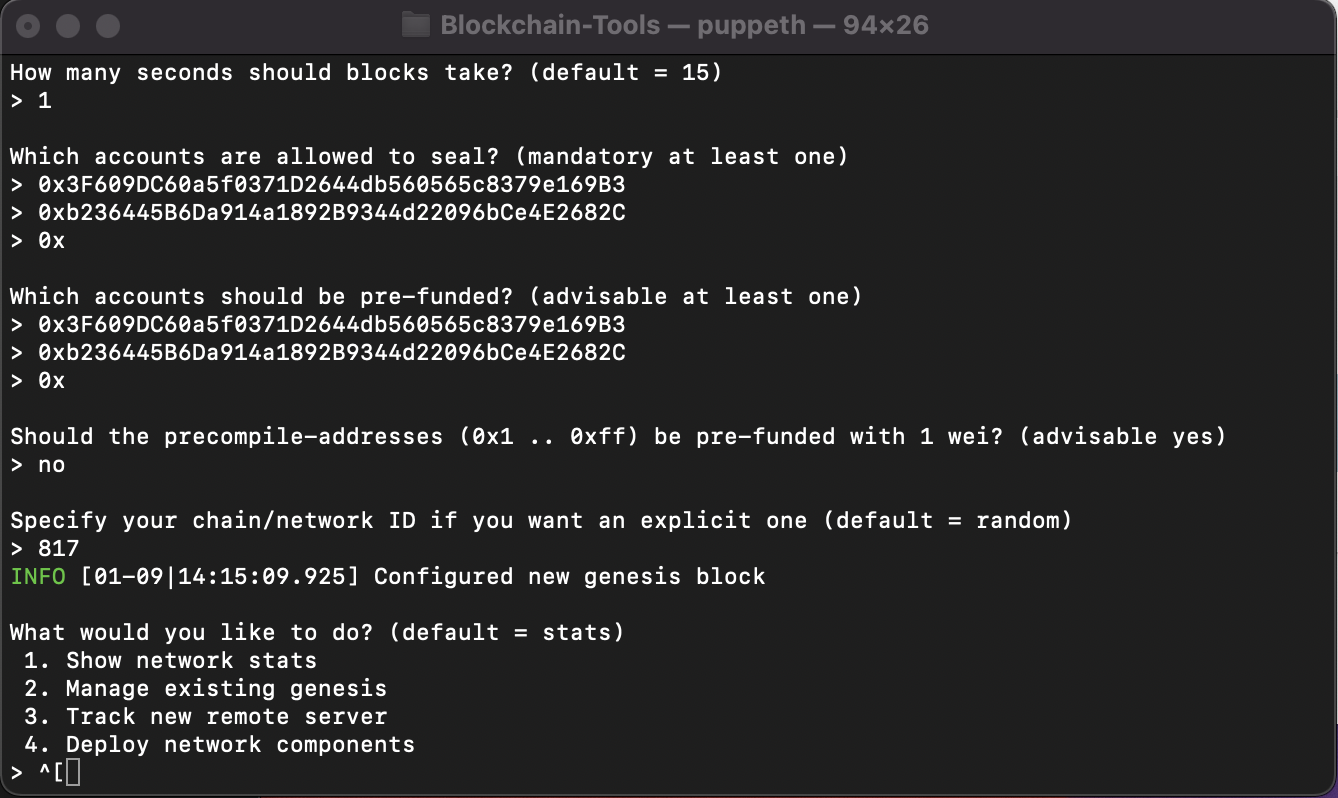 Blockchain-Tools — puppeth — 94×26
How many seconds should blocks take? (default = 15)
> 1
Which accounts are allowed to seal? (mandatory at least one)
> 0x3F609DC60a5f0371D2644db560565c8379e169B3
> 0xb236445B6Da914a1892B9344d22096bCe4E2682C
> 0x
Which accounts should be pre-funded? (advisable at least one)
> 0x3F609DC60a5f0371D2644db560565c8379e169B3
> 0xb236445B6Da914a1892B9344d22096bCe4E2682C
> 0x
Should the precompile-addresses (0x1 .. 0xff) be pre-funded with 1 wei? (advisable yes)
> no
Specify your chain/network ID if you want an explicit one (default = random)
> 817
INFO [01-09|14:15:09.925] Configured new genesis block
What would you like to do? (default = stats)
1. Show network stats
2. Manage existing genesis
3. Track new remote server
4. Deploy network components
> ^[